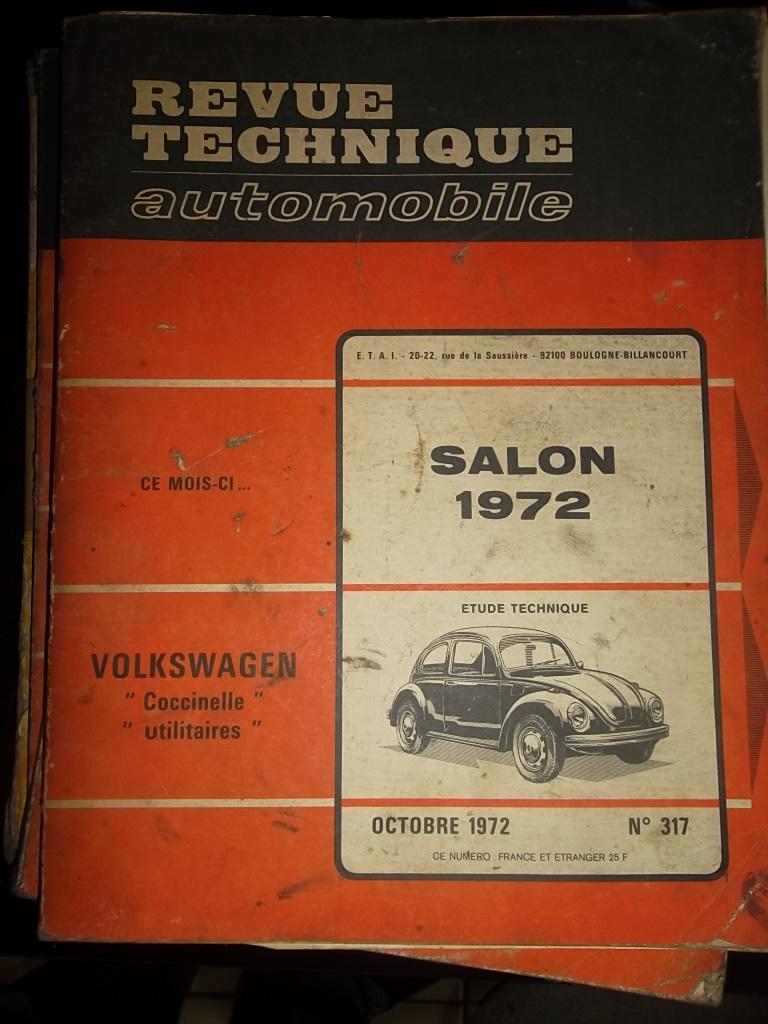 REVUE
TECHNIQUE
automobile
E. T. A. I. - 20-22, rue de la Saussière - 92100 BOULOGNE-BILLANCOURT
CE MOIS-CI...
SALON
1972
ETUDE TECHNIQUE
VOLKSWAGEN
" Coccinelle "
" utilitaires "
OCTOBRE 1972 N° 317
CE NUMERO : FRANCE ET ETRANGER 25 F